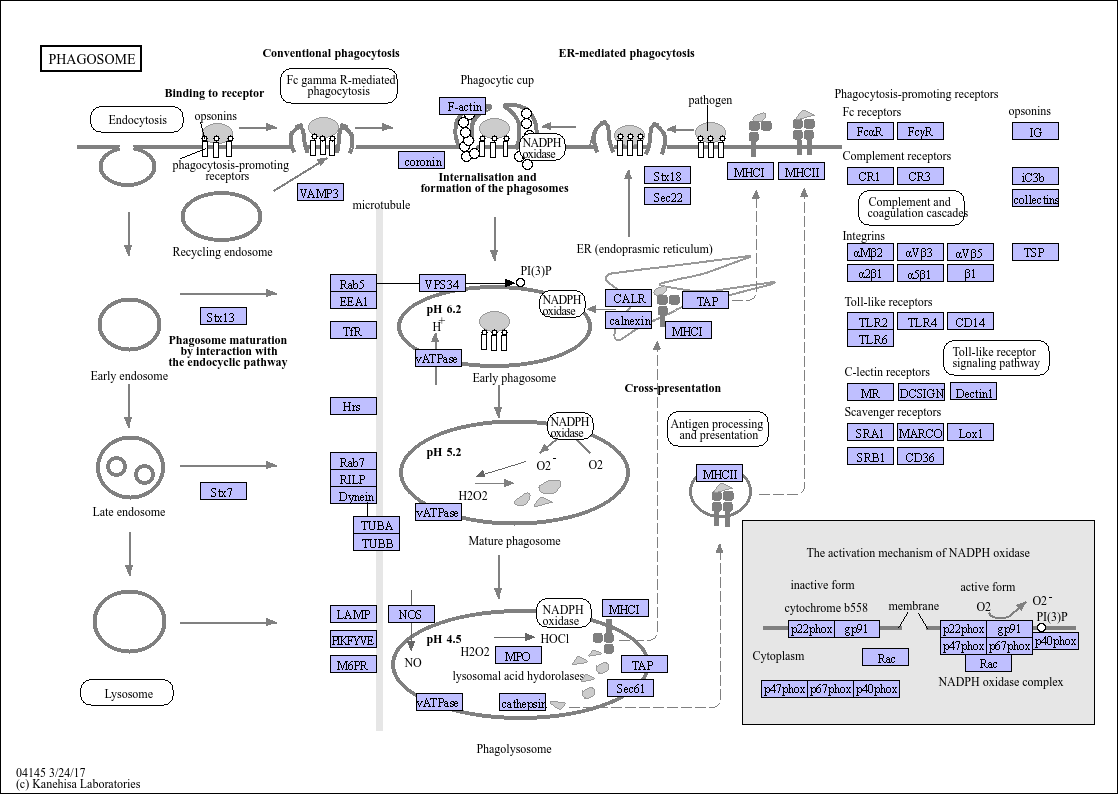 PHAGOSOME
Conventional phagocytosis
ER-mediated phagocytosis
Binding to receptor
Fc gamma R-mediated
phagocytosis
Phagocytic cup
Endocytosis
opsonins
F-actin
pathogen
NADPH
oxidase
coronin
phagocytosis-promoting
receptors
VAMP3
Internalisation and
formation of the phagosomes
Stx18
Sec22
MHCI
MHCII
microtubule
Recycling endosome
ER (endoprasmic reticulum)
Phagocytosis-promoting receptors
Fc receptors
opsonins
FcαR
FcγR
IG
Complement receptors
CR1
CR3
iC3b
collectins
Complement and
coagulation cascades
Integrins
αMβ2
αVβ3
αVβ5
TSP
α2β1
α5β1
β1
Toll-like receptors
TLR2
TLR4
CD14
TLR6
Toll-like receptor
signaling pathway
C-lectin receptors
MR
DCSIGN
Dectin1
Scavenger receptors
SRA1
MARCO
Lox1
SRB1
CD36
Rab5
EEA1
VPS34
PI(3)P
TfR
pH 6.2
H+
NADPH
oxidase
vATPase
Early phagosome
CALR
calnexin
TAP
MHCI
Stx13
Phagosome maturation
by interaction with
the endocyclic pathway
Early endosome
Cross-presentation
Hrs
Antigen processing
and presentation
MHCII
Rab7
RILP
Dynein
TUBA
TUBB
NADPH
oxidase
pH 5.2
O2-
O2
H2O2
vATPase
Mature phagosome
Stx7
Late endosome
LAMP
PIKFYVE
M6PR
NOS
NO
NADPH
oxidase
pH 4.5
HOCl
H2O2
MPO
lysosomal acid hydorolases
MHCI
TAP
Sec61
vATPase
cathepsin
Phagolysosome
Lysosome
The activation mechanism of NADPH oxidase
inactive form
active form
cytochrome b558
membrane
O2
O2-
PI(3)P
p22phox
gp91
p22phox
gp91
p47phox
p67phox
p40phox
Cytoplasm
Rac
Rac
p47phox
p67phox
p40phox
NADPH oxidase complex
04145 3/24/17
(c) Kanehisa Laboratories